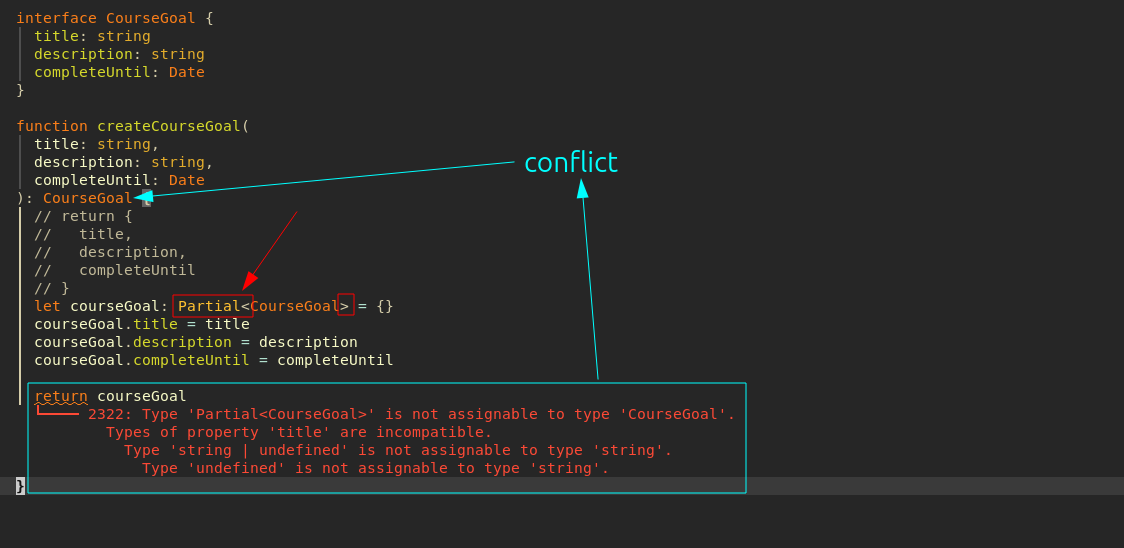 interface CourseGoal {
title: string
description: string
completeUntil: Date
}
function createCourseGoal(
title: string,
description: string,
completeUntil: Date
): CourseGoal {
conflict
// return {
//   title,
//   description,
//   completeUntil
// }
let courseGoal: Partial<CourseGoal> = {}
courseGoal.title = title
courseGoal.description = description
courseGoal.completeUntil = completeUntil
return courseGoal
2322: Type 'Partial<CourseGoal>' is not assignable to type 'CourseGoal'.
Types of property 'title' are incompatible.
Type 'string | undefined' is not assignable to type 'string'.
Type 'undefined' is not assignable to type 'string'.
}